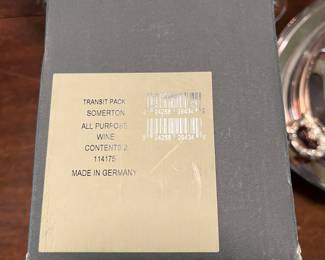 TRANSIT PACK
SOMERTON
ALL PURPOSE
WINE
CONTENTS 2
114175
MADE IN GERMANY